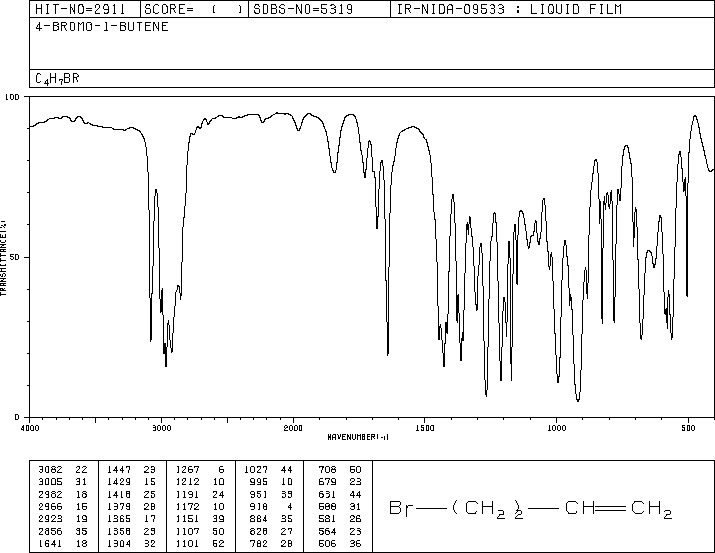 HIT-NO=2911 SCORE= ( ) SDBS-NO=5319 IR-NIDA-09533 : LIQUID FILM
4-BROMO-1-BUTENE
C4H7BR
100
50
0
TRANSMITTANCE(%)
4000 3000 2000 1500 1000 500
WAVENUMBER(-1)
3082 22 1447 23 1267 6 1027 44 708 50
3005 31 1429 15 1212 10 995 10 679 23
2982 18 1418 25 1191 24 951 39 631 44
2966 15 1379 28 1172 10 918 4 588 31
2923 19 1365 17 1151 39 884 35 581 26
2856 35 1358 23 1107 50 828 27 564 23
1641 18 1304 32 1101 52 782 28 506 36
Br—(CH2)2—CH=CH2